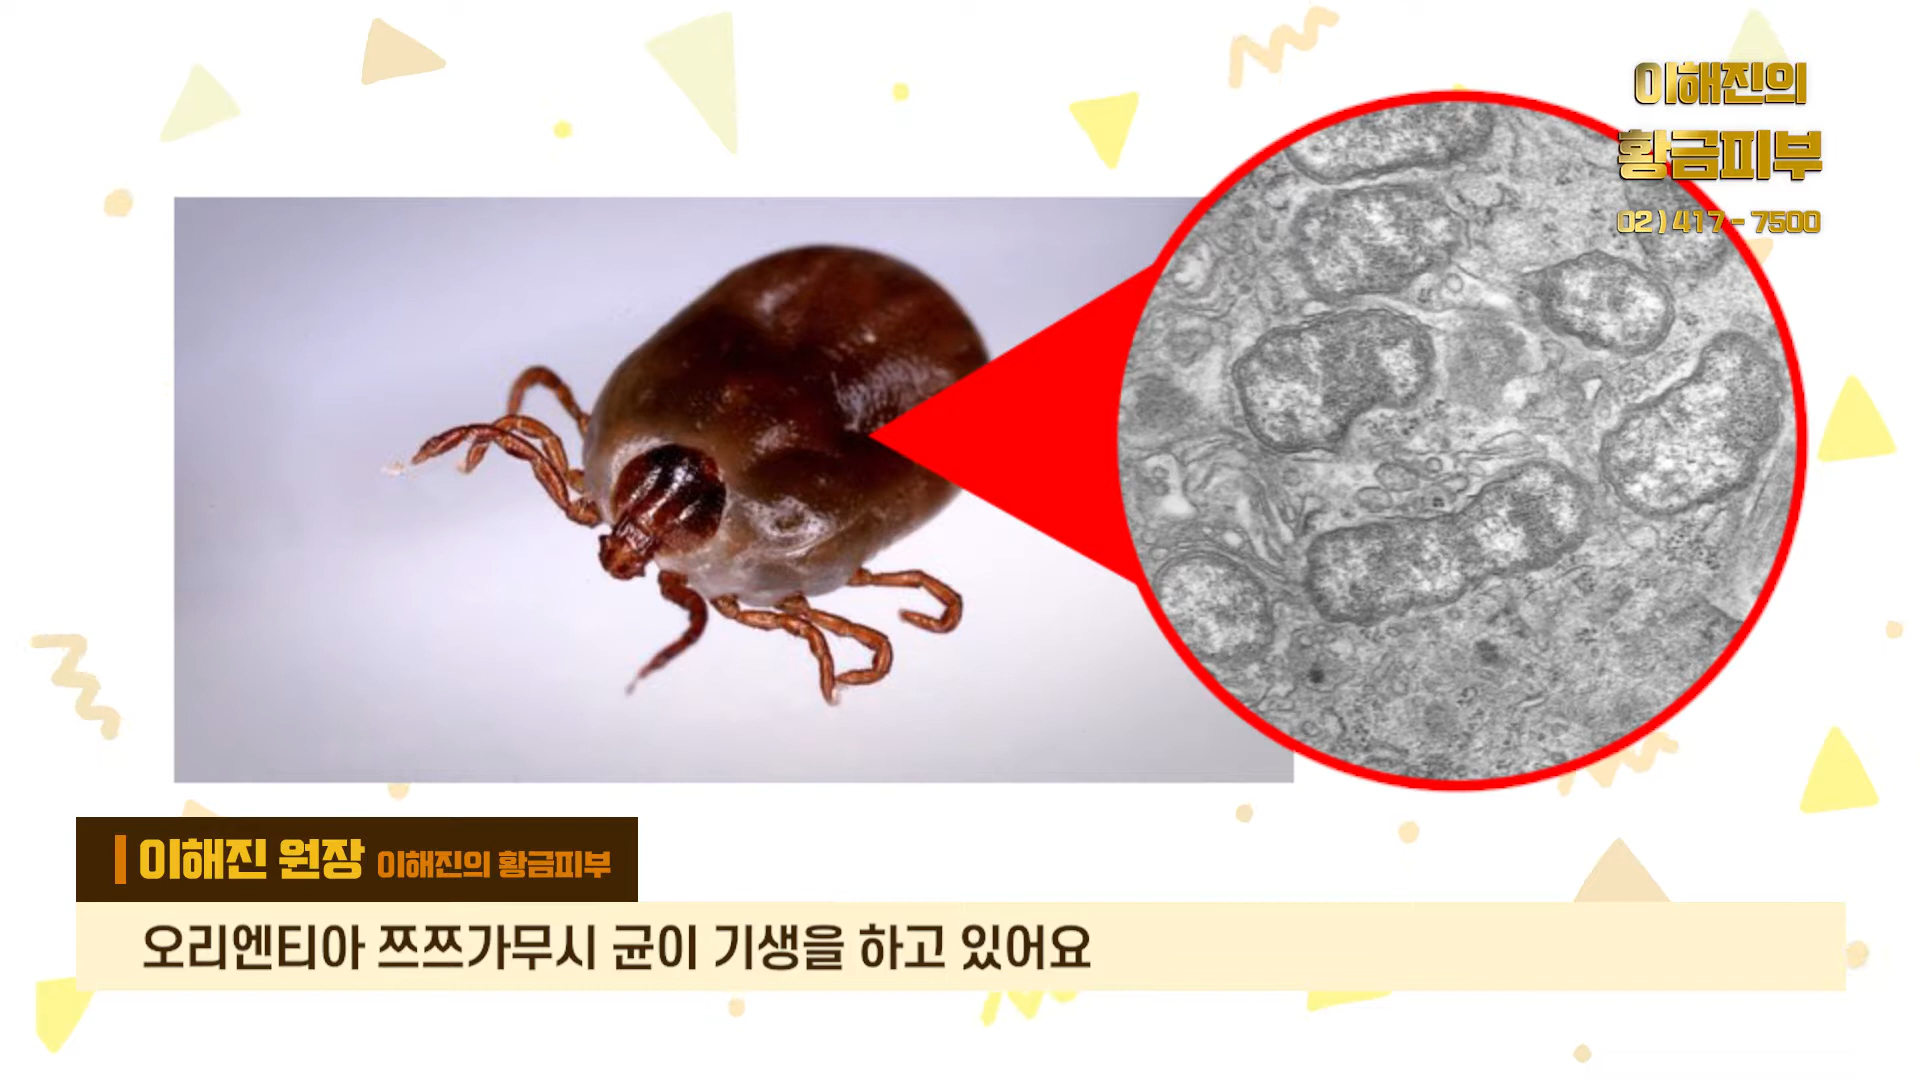 이해진의
황금피부
02) 417 - 7500
이해진 원장 이해진의 황금피부
오리엔티아 쯔쯔가무시 균이 기생을 하고 있어요